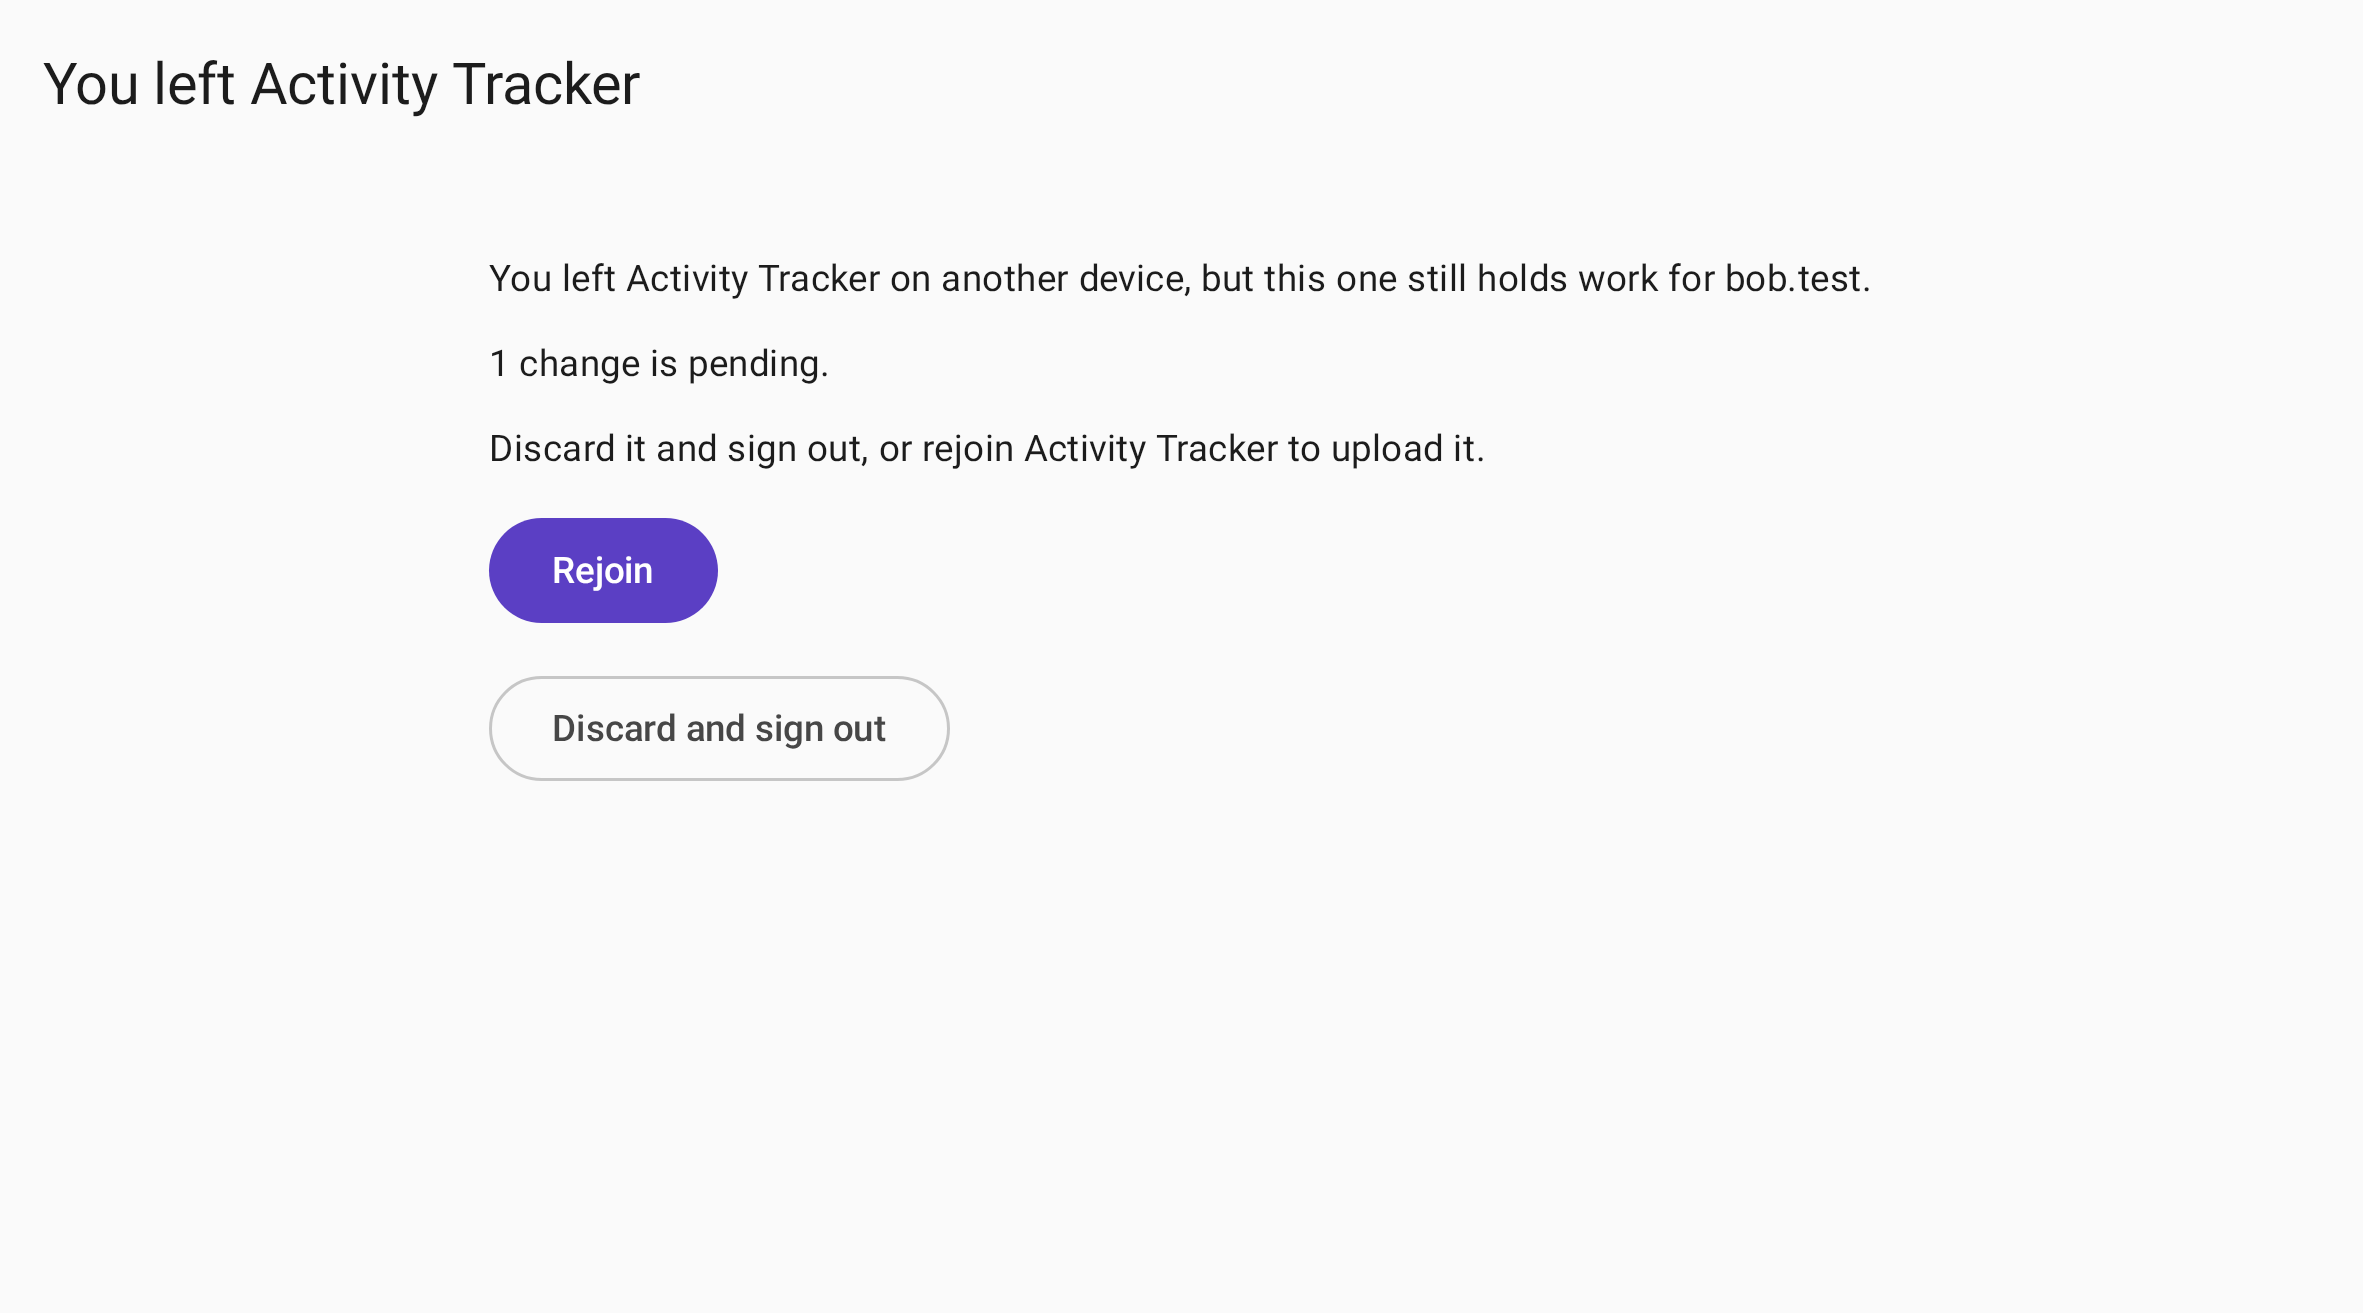 You left Activity Tracker
You left Activity Tracker on another device, but this one still holds work for bob.test.
1 change is pending.
Discard it and sign out, or rejoin Activity Tracker to upload it.
Rejoin
Discard and sign out